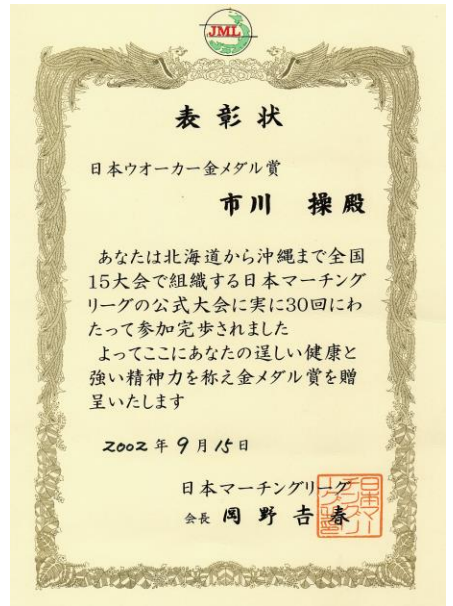 JML
表彰状
日本ウオーカー金メダル賞
市川 操殿
あなたは北海道から沖縄まで全国
15大会で組織する日本マーチング
リーグの公式大会に実に30回にわ
たって参加完歩されました
よってここにあなたの逞しい健康と
強い精神力を称え金メダル賞を贈
呈いたします
2002年9月15日
日本マーチングリーグ
会長 岡野吉春